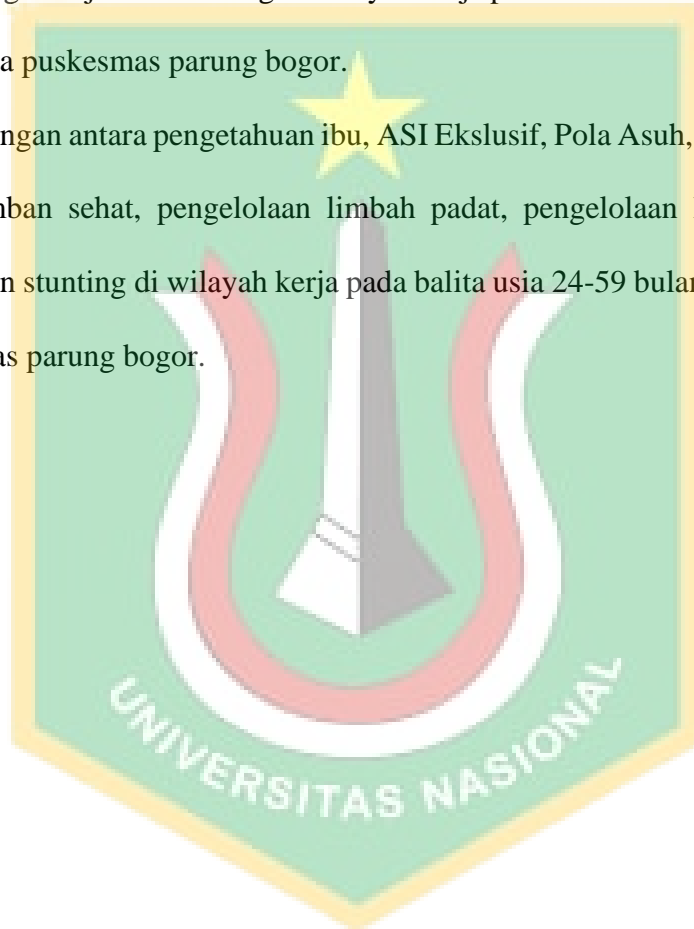 a puskesmas parung bogor.
ngan antara pengetahuan ibu, ASI Ekslusif, Pola Asuh,
ban sehat, pengelolaan limbah padat, pengelolaan
n stunting di wilayah kerja pada balita usia 24-59 bulan
as parung bogor.
UNIVERSITAS NASIONAL